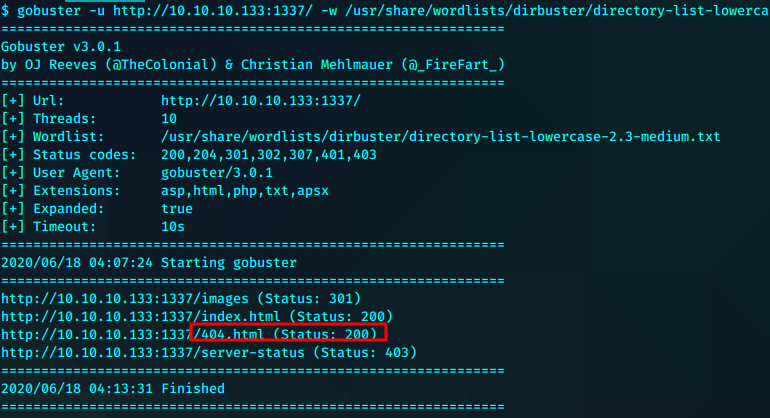 $ gobuster -u http://10.10.10.133:1337/ -w /usr/share/wordlists/dirbuster/directory-list-lowerca
===============================================================
Gobuster v3.0.1
by OJ Reeves (@TheColonial) & Christian Mehlmauer (@_FireFart_)
===============================================================
[+] Url:            http://10.10.10.133:1337/
[+] Threads:        10
[+] Wordlist:       /usr/share/wordlists/dirbuster/directory-list-lowercase-2.3-medium.txt
[+] Status codes:   200,204,301,302,307,401,403
[+] User Agent:     gobuster/3.0.1
[+] Extensions:     asp,html,php,txt,apsx
[+] Expanded:       true
[+] Timeout:        10s
===============================================================
2020/06/18 04:07:24 Starting gobuster
===============================================================
http://10.10.10.133:1337/images (Status: 301)
http://10.10.10.133:1337/index.html (Status: 200)
http://10.10.10.133:1337/404.html (Status: 200)
http://10.10.10.133:1337/server-status (Status: 403)
===============================================================
2020/06/18 04:13:31 Finished
===============================================================